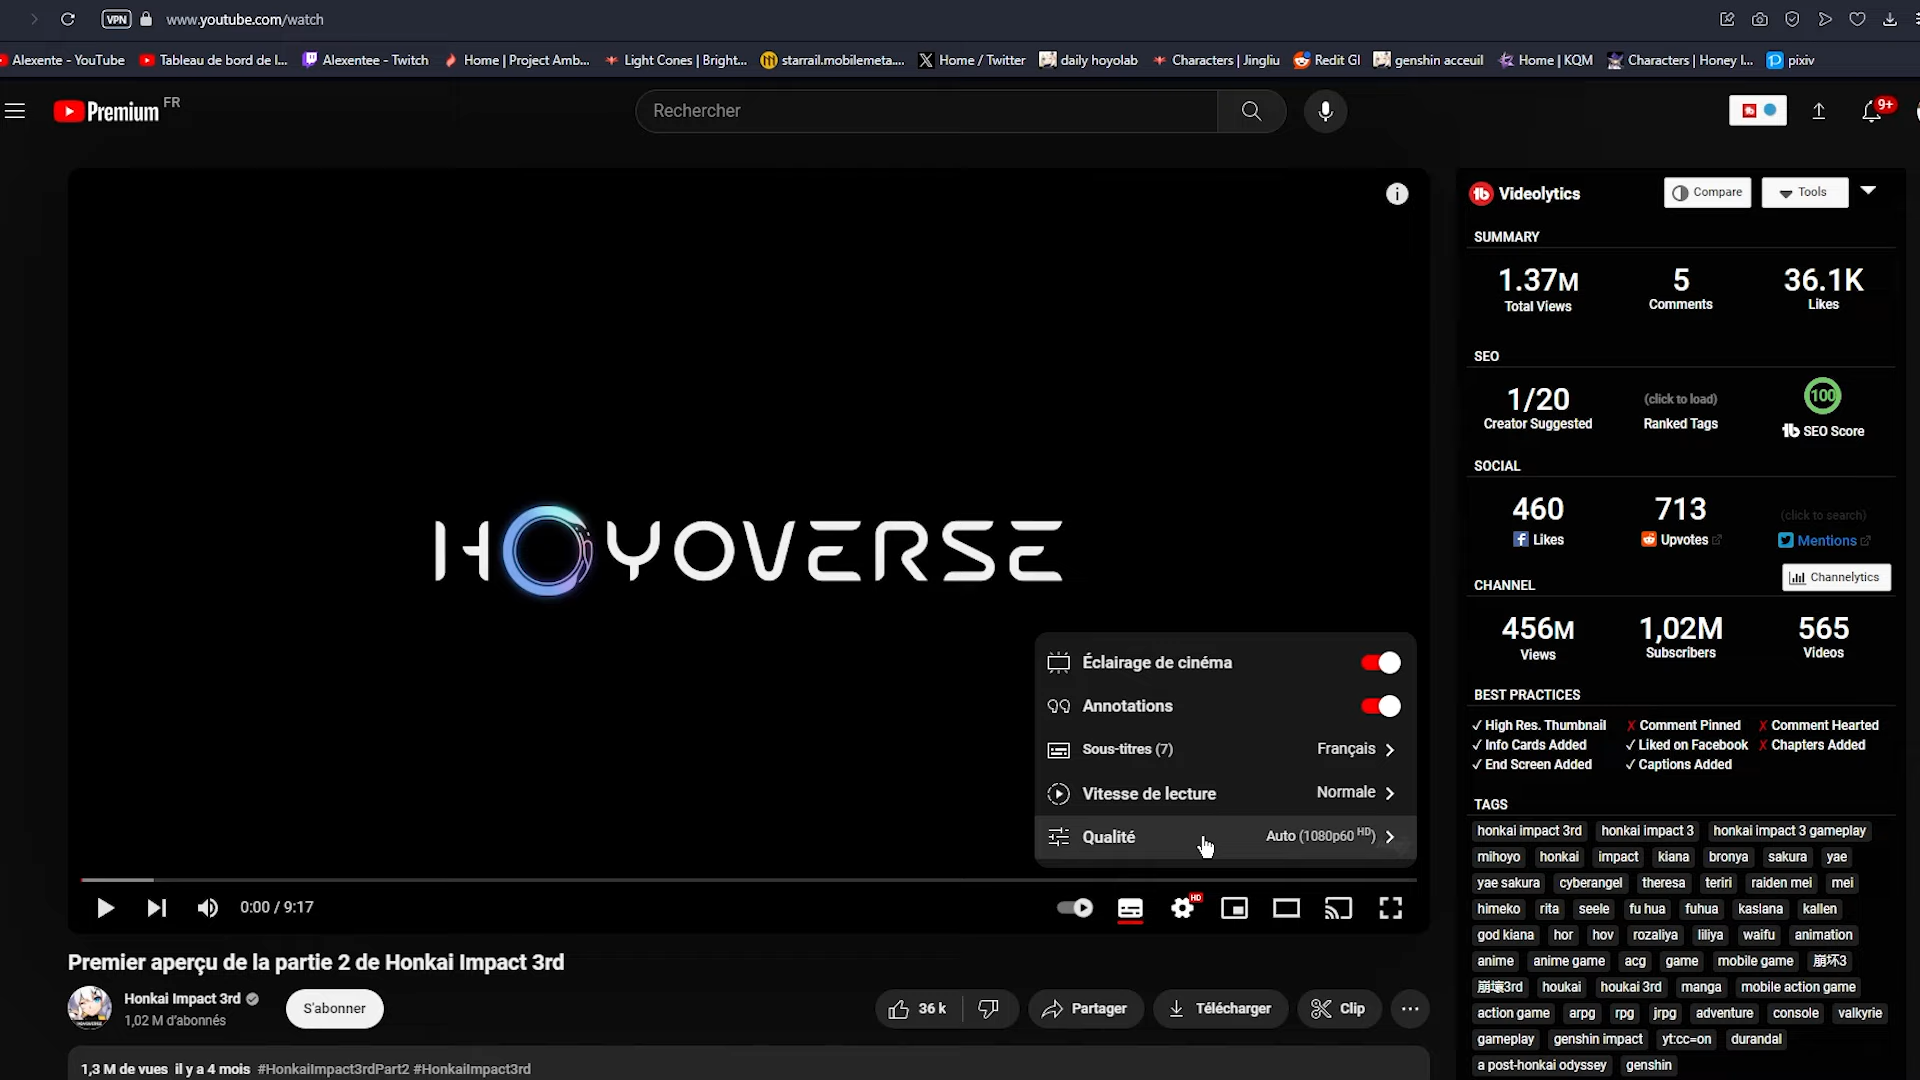 VPN www.youtube.com/watch
Alexente - YouTube Tableau de bord de l... Alexentee - Twitch Home | Project Amb... Light Cones | Bright... starrail.mobilemeta.... Home / Twitter daily hoyolab Characters | Jingliu Redit GI genshin acceuil Home | KQM Characters | Honey I... pixiv
Premium FR Rechercher 9+
Videolytics Compare Tools
SUMMARY
1.37M 5 36.1K
Total Views Comments Likes
SEO
1/20 (click to load) 100
Creator Suggested Ranked Tags SEO Score
SOCIAL
460 713 (click to search)
Likes Upvotes Mentions
CHANNEL Channelytics
456M 1,02M 565
Views Subscribers Videos
BEST PRACTICES
✓ High Res. Thumbnail ✗ Comment Pinned ✗ Comment Hearted
✓ Info Cards Added ✓ Liked on Facebook ✗ Chapters Added
✓ End Screen Added ✓ Captions Added
TAGS
honkai impact 3rd honkai impact 3 honkai impact 3 gameplay
mihoyo honkai impact kiana bronya sakura yae
yae sakura cyberangel theresa teriri raiden mei mei
himeko rita seele fu hua fuhua kaslana kallen
god kiana hor hov rozaliya liliya waifu animation
anime anime game acg game mobile game 崩坏3
崩壊3rd houkai houkai 3rd manga mobile action game
action game arpg rpg jrpg adventure console valkyrie
gameplay genshin impact yt:cc=on durandal
a post-honkai odyssey genshin
HOYOVERSE
Éclairage de cinéma
Annotations
Sous-titres (7) Français
Vitesse de lecture Normale
Qualité Auto (1080p60 HD)
0:00 / 9:17 HD
Premier aperçu de la partie 2 de Honkai Impact 3rd
Honkai Impact 3rd
1,02 M d'abonnés
S'abonner 36 k Partager Télécharger Clip
1,3 M de vues il y a 4 mois #HonkaiImpact3rdPart2 #HonkaiImpact3rd